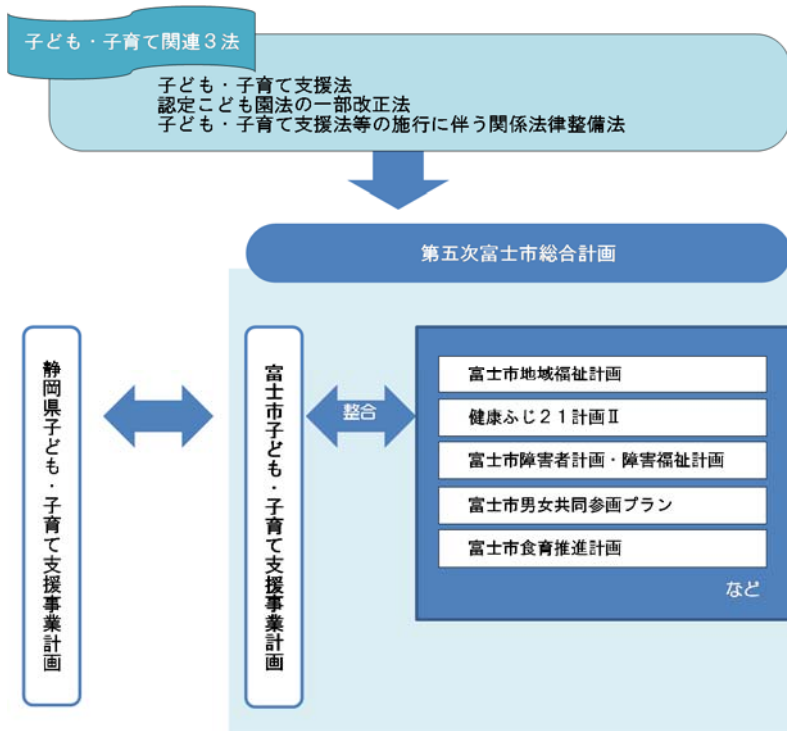 子ども・子育て関連３法
子ども・子育て支援法
認定こども園法の一部改正法
子ども・子育て支援法等の施行に伴う関係法律整備法
第五次富士市総合計画
静岡県子ども・子育て支援事業計画
富士市子ども・子育て支援事業計画
整合
富士市地域福祉計画
健康ふじ２１計画Ⅱ
富士市障害者計画・障害福祉計画
富士市男女共同参画プラン
富士市食育推進計画
など